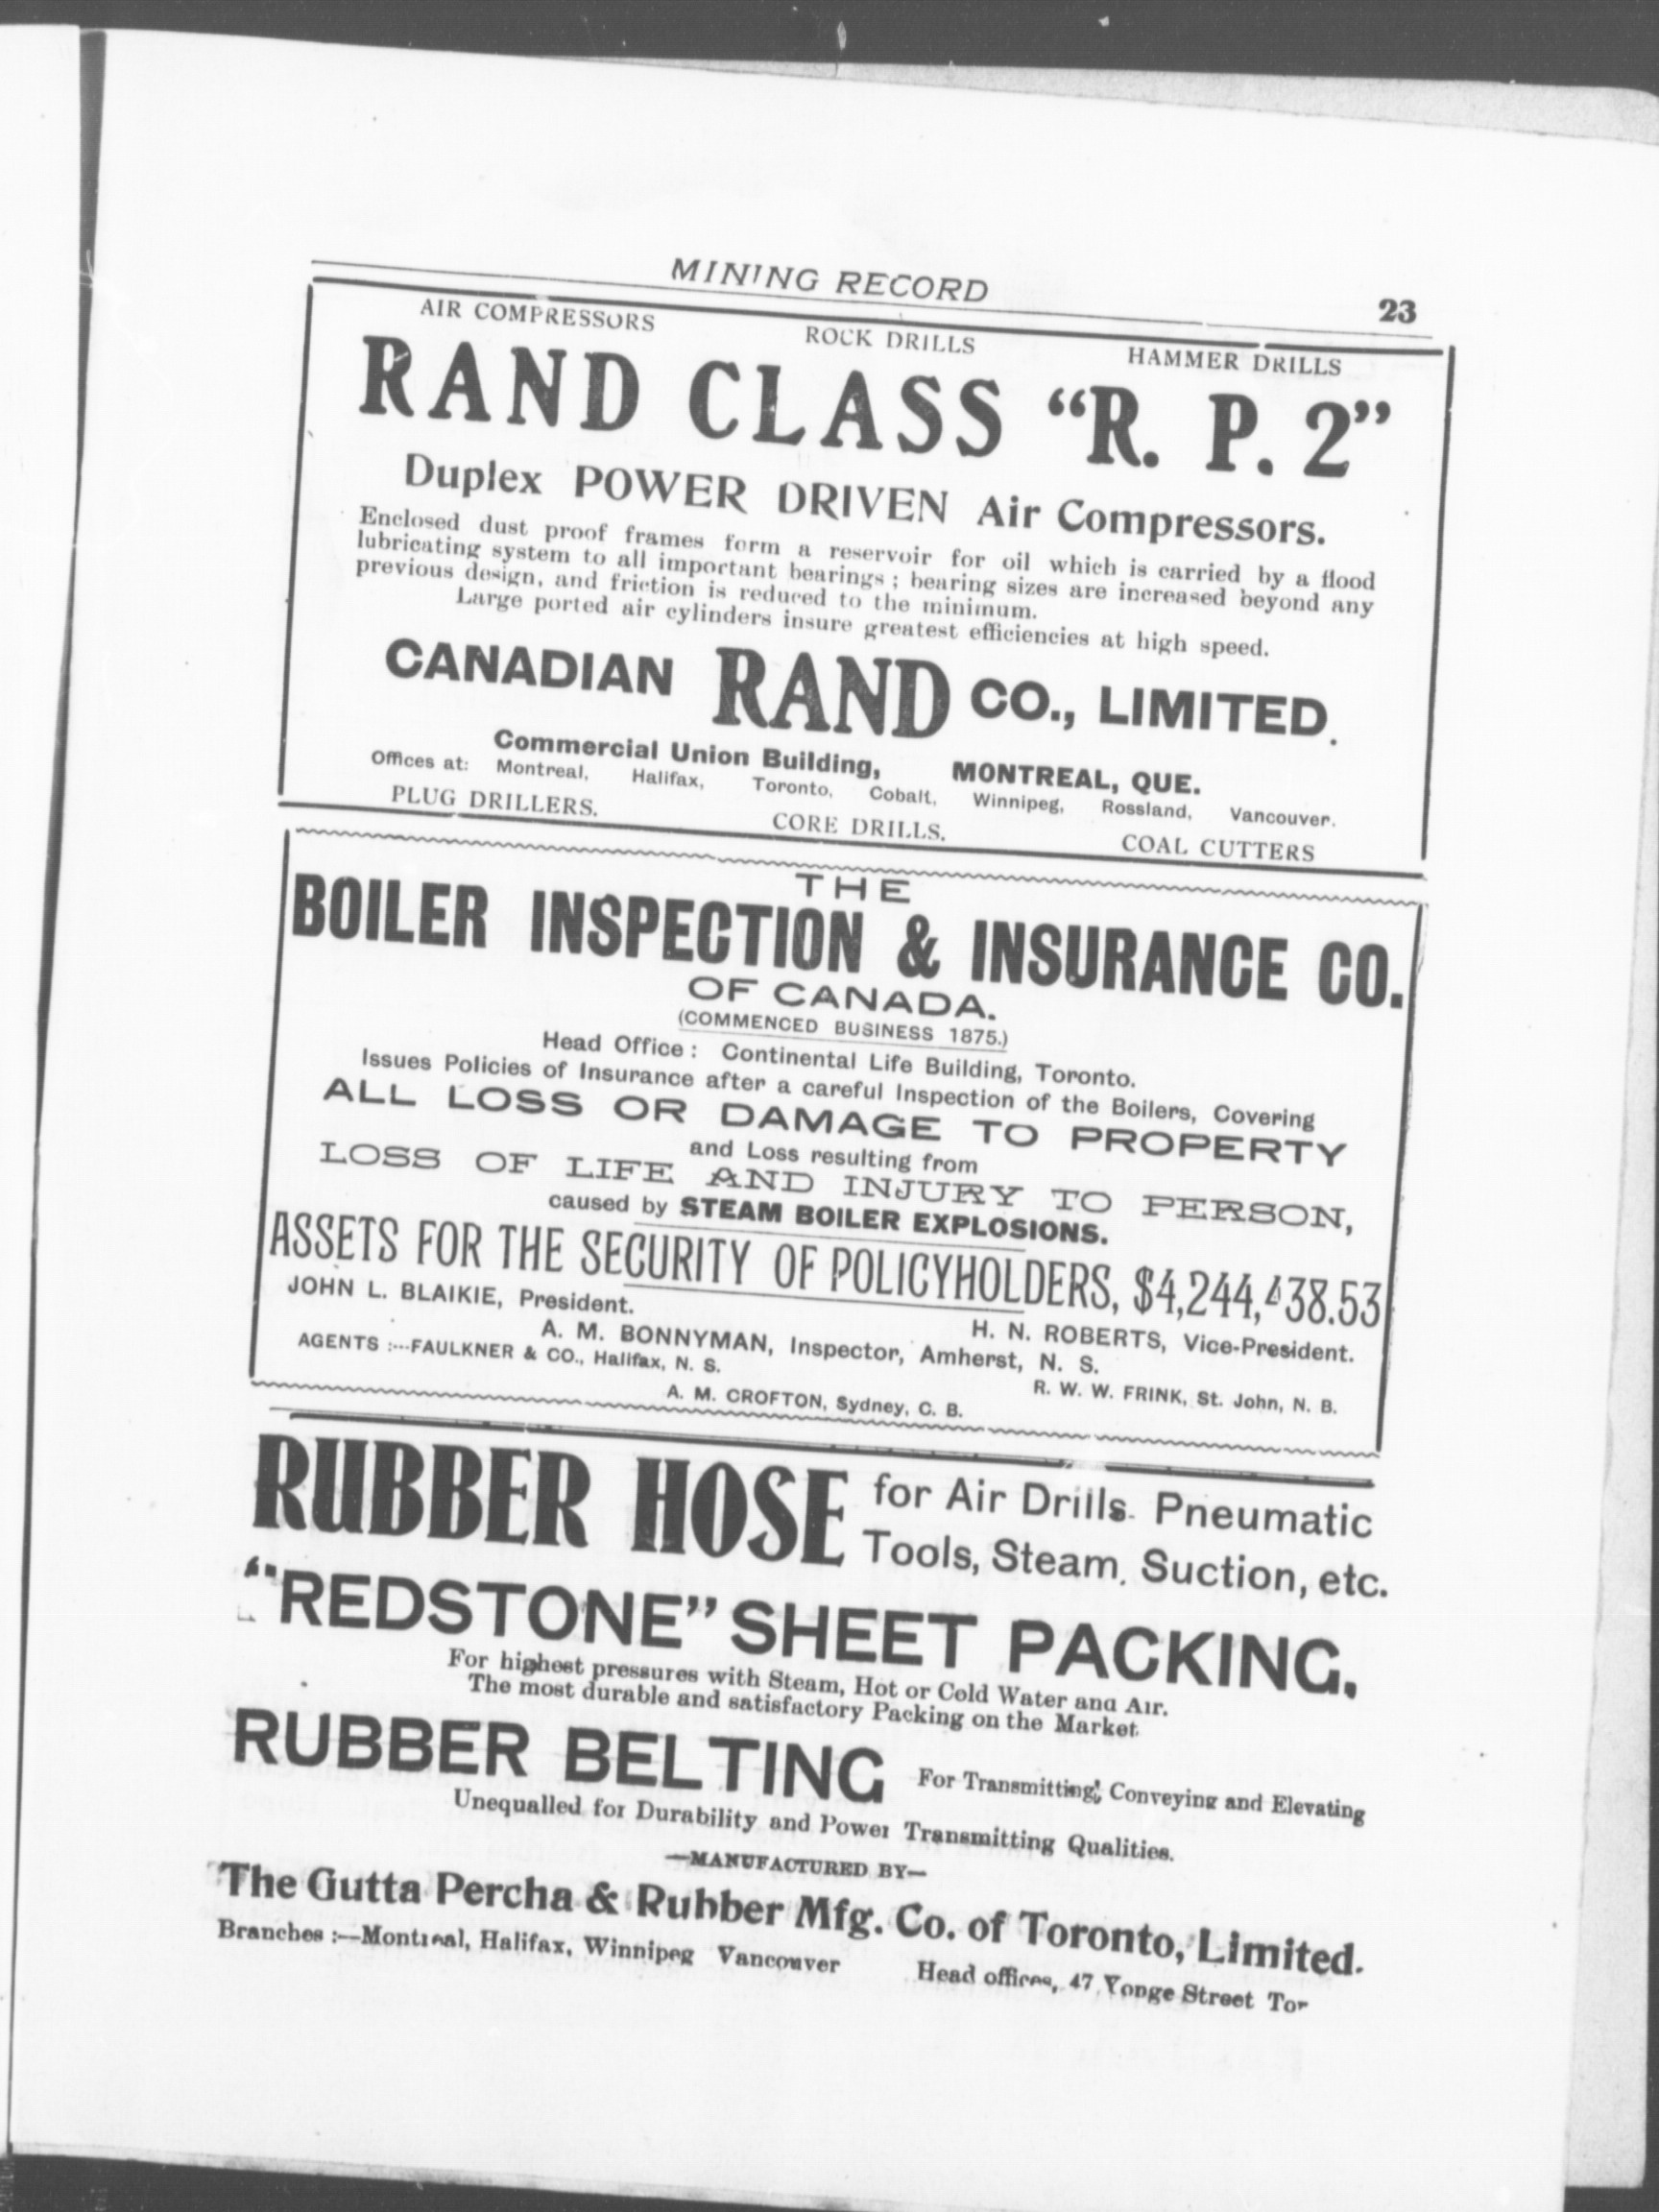 MINING RECORD
23
AIR COMPRESSORS ROCK DRILLS HAMMER DRILLS
RAND CLASS "R. P. 2"
Duplex POWER DRIVEN Air Compressors.
Enclosed dust proof frames form a reservoir for oil which is carried by a flood
lubricating system to all important bearings; bearing sizes are increased beyond any
previous design, and friction is reduced to the minimum.
Large ported air cylinders insure greatest efficiencies at high speed.
CANADIAN RAND CO., LIMITED.
Commercial Union Building, MONTREAL, QUE.
Offices at: Montreal, Halifax, Toronto, Cobalt, Winnipeg, Rossland, Vancouver.
PLUG DRILLERS. CORE DRILLS. COAL CUTTERS
THE
BOILER INSPECTION & INSURANCE CO.
OF CANADA.
(COMMENCED BUSINESS 1875.)
Head Office: Continental Life Building, Toronto.
Issues Policies of Insurance after a careful Inspection of the Boilers, Covering
ALL LOSS OR DAMAGE TO PROPERTY
and Loss resulting from
LOSS OF LIFE AND INJURY TO PERSON,
caused by STEAM BOILER EXPLOSIONS.
ASSETS FOR THE SECURITY OF POLICYHOLDERS, $4,244,438.53
JOHN L. BLAIKIE, President.
H. N. ROBERTS, Vice-President.
A. M. BONNYMAN, Inspector, Amherst, N. S.
AGENTS :---FAULKNER & CO., Halifax, N. S.
R. W. W. FRINK, St. John, N. B.
A. M. CROFTON, Sydney, C. B.
RUBBER HOSE for Air Drills. Pneumatic
Tools, Steam, Suction, etc.
"REDSTONE" SHEET PACKING,
For highest pressures with Steam, Hot or Cold Water and Air.
The most durable and satisfactory Packing on the Market.
RUBBER BELTING For Transmitting, Conveying and Elevating
Unequalled for Durability and Power Transmitting Qualities.
—MANUFACTURED BY—
The Gutta Percha & Rubber Mfg. Co. of Toronto, Limited.
Branches :—Montreal, Halifax, Winnipeg Vancouver Head offices, 47 Yonge Street Tor